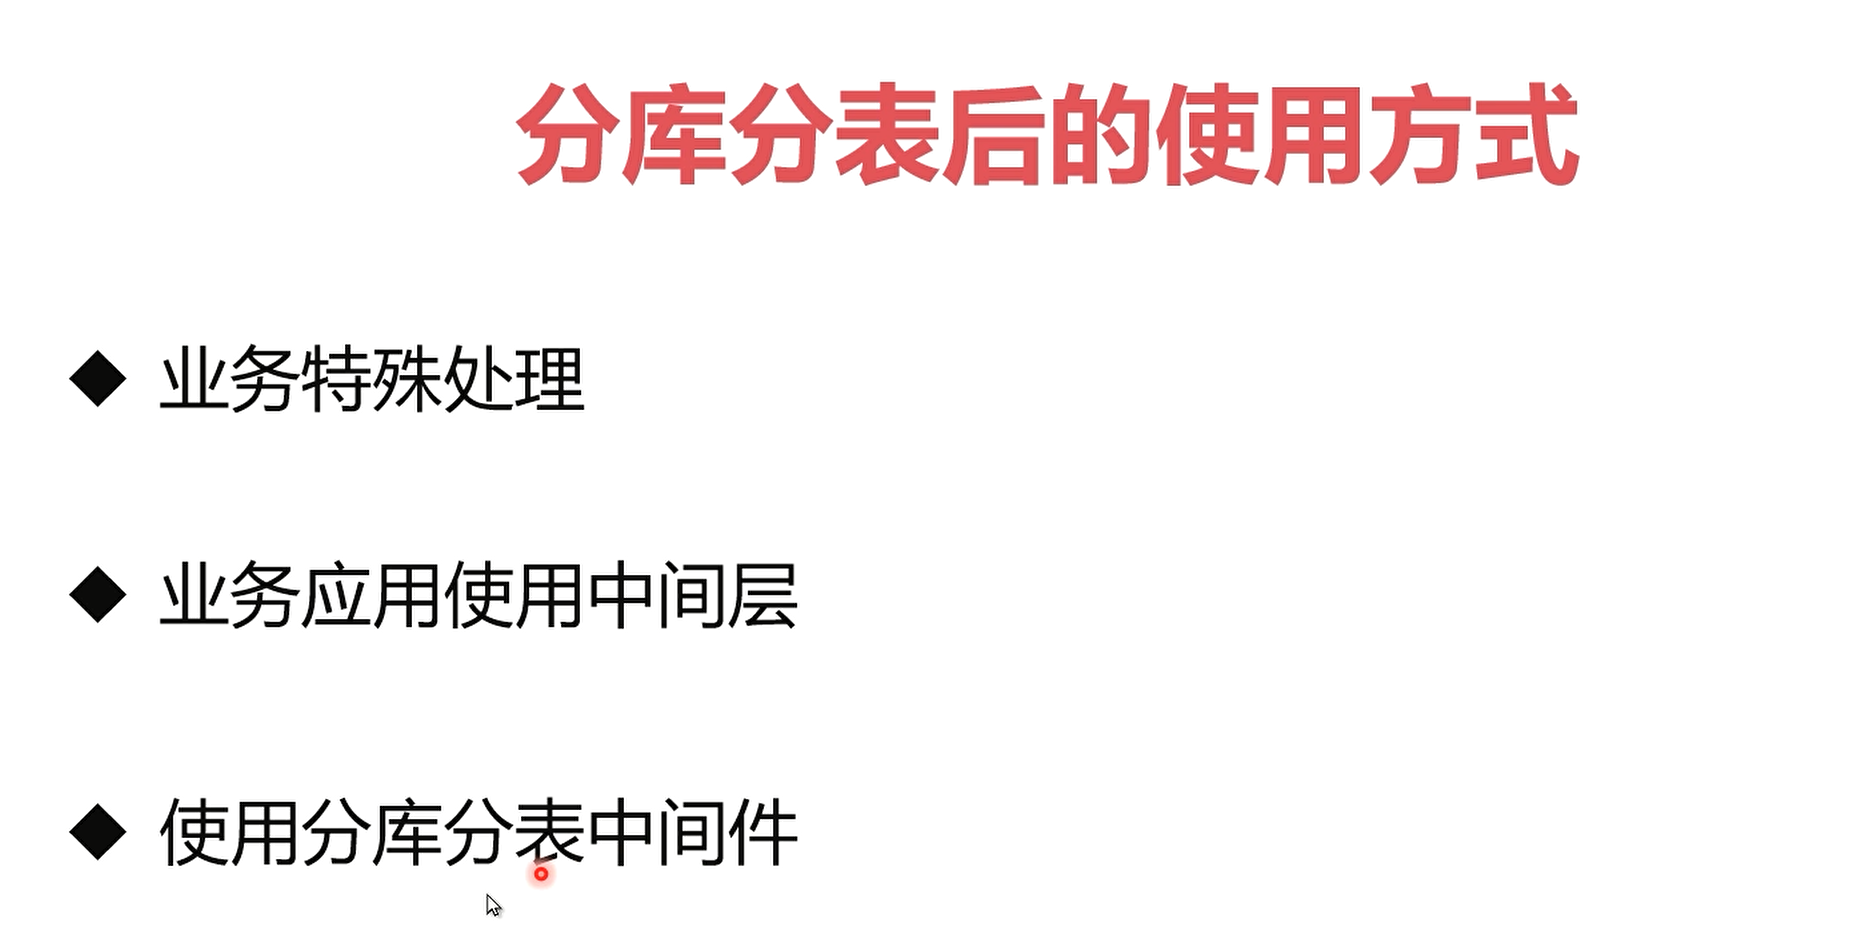 分库分表后的使用方式
业务特殊处理
业务应用使用中间层
使用分库分表中间件